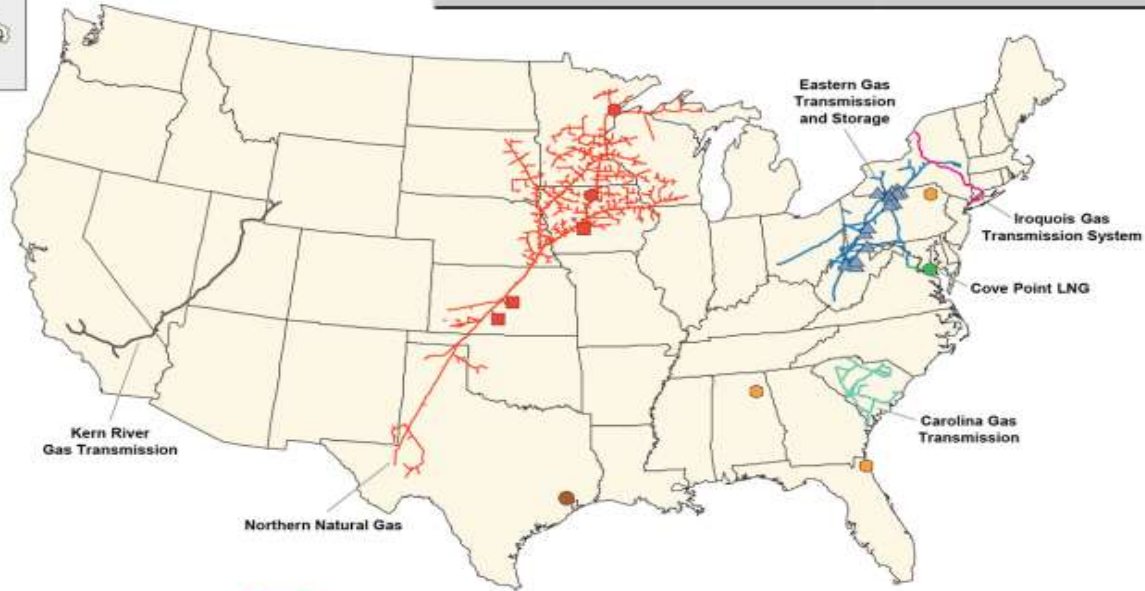 Eastern Gas
Transmission
and Storage
Iroquois Gas
Transmission System
Cove Point LNG
Kern River
Gas Transmission
Carolina Gas
Transmission
Northern Natural Gas